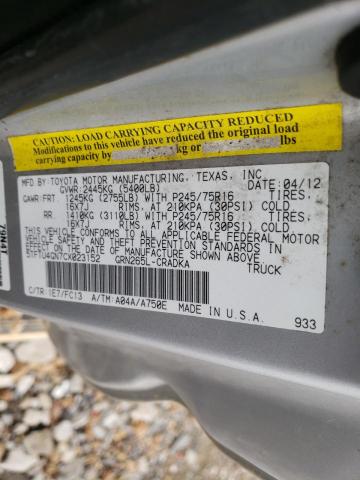 CAUTION: LOAD CARRYING CAPACITY REDUCED
Modifications to this vehicle have reduced the original load
carrying capacity by kg or lbs
MFD BY: TOYOTA MOTOR MANUFACTURING, TEXAS, INC.
GVWR: 2445KG (5400LB) DATE: 04/12
GAWR: FRT 1245KG (2755LB) WITH P245/75R16 TIRES,
16X7J RIMS, AT 210KPA (30PSI) COLD
RR 1410KG (3110LB) WITH P245/75R16 TIRES,
16X7J RIMS, AT 210KPA (30PSI) COLD
THIS VEHICLE CONFORMS TO ALL APPLICABLE FEDERAL MOTOR
VEHICLE SAFETY STANDARDS IN EFFECT
ON THE DATE OF MANUFACTURE SHOWN ABOVE.
5TFTU4GN7CX023152 TRUCK
GRN265L-CRADKA
C/TR: 1E7/FC13 A/TM: A04A/A750E
MADE IN U.S.A. 933